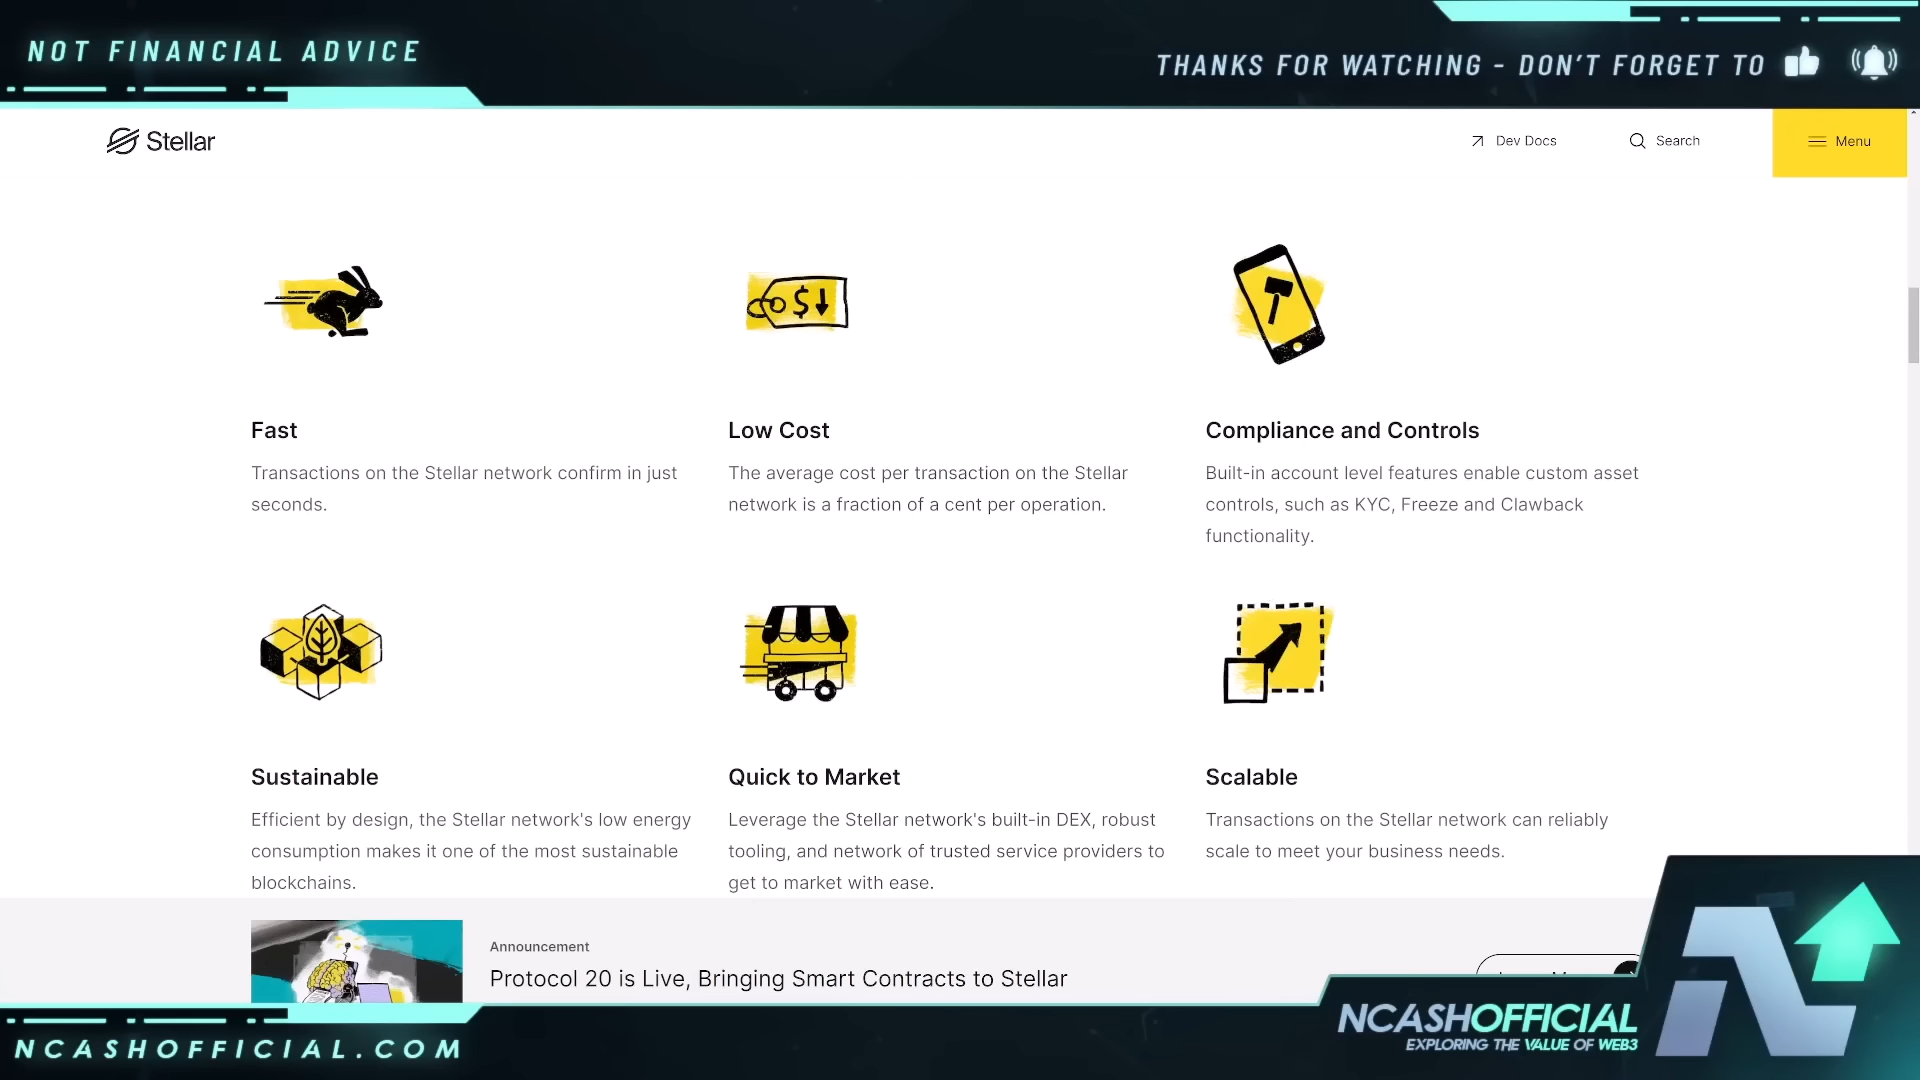 NOT FINANCIAL ADVICE
THANKS FOR WATCHING - DON'T FORGET TO
Stellar
Dev Docs
Search
Menu
$
Fast
Transactions on the Stellar network confirm in just
seconds.
Low Cost
The average cost per transaction on the Stellar
network is a fraction of a cent per operation.
Compliance and Controls
Built-in account level features enable custom asset
controls, such as KYC, Freeze and Clawback
functionality.
Sustainable
Efficient by design, the Stellar network's low energy
consumption makes it one of the most sustainable
blockchains.
Quick to Market
Leverage the Stellar network's built-in DEX, robust
tooling, and network of trusted service providers to
get to market with ease.
Scalable
Transactions on the Stellar network can reliably
scale to meet your business needs.
Announcement
Protocol 20 is Live, Bringing Smart Contracts to Stellar
NCASHOFFICIAL.COM
NCASHOFFICIAL
EXPLORING THE VALUE OF WEB3